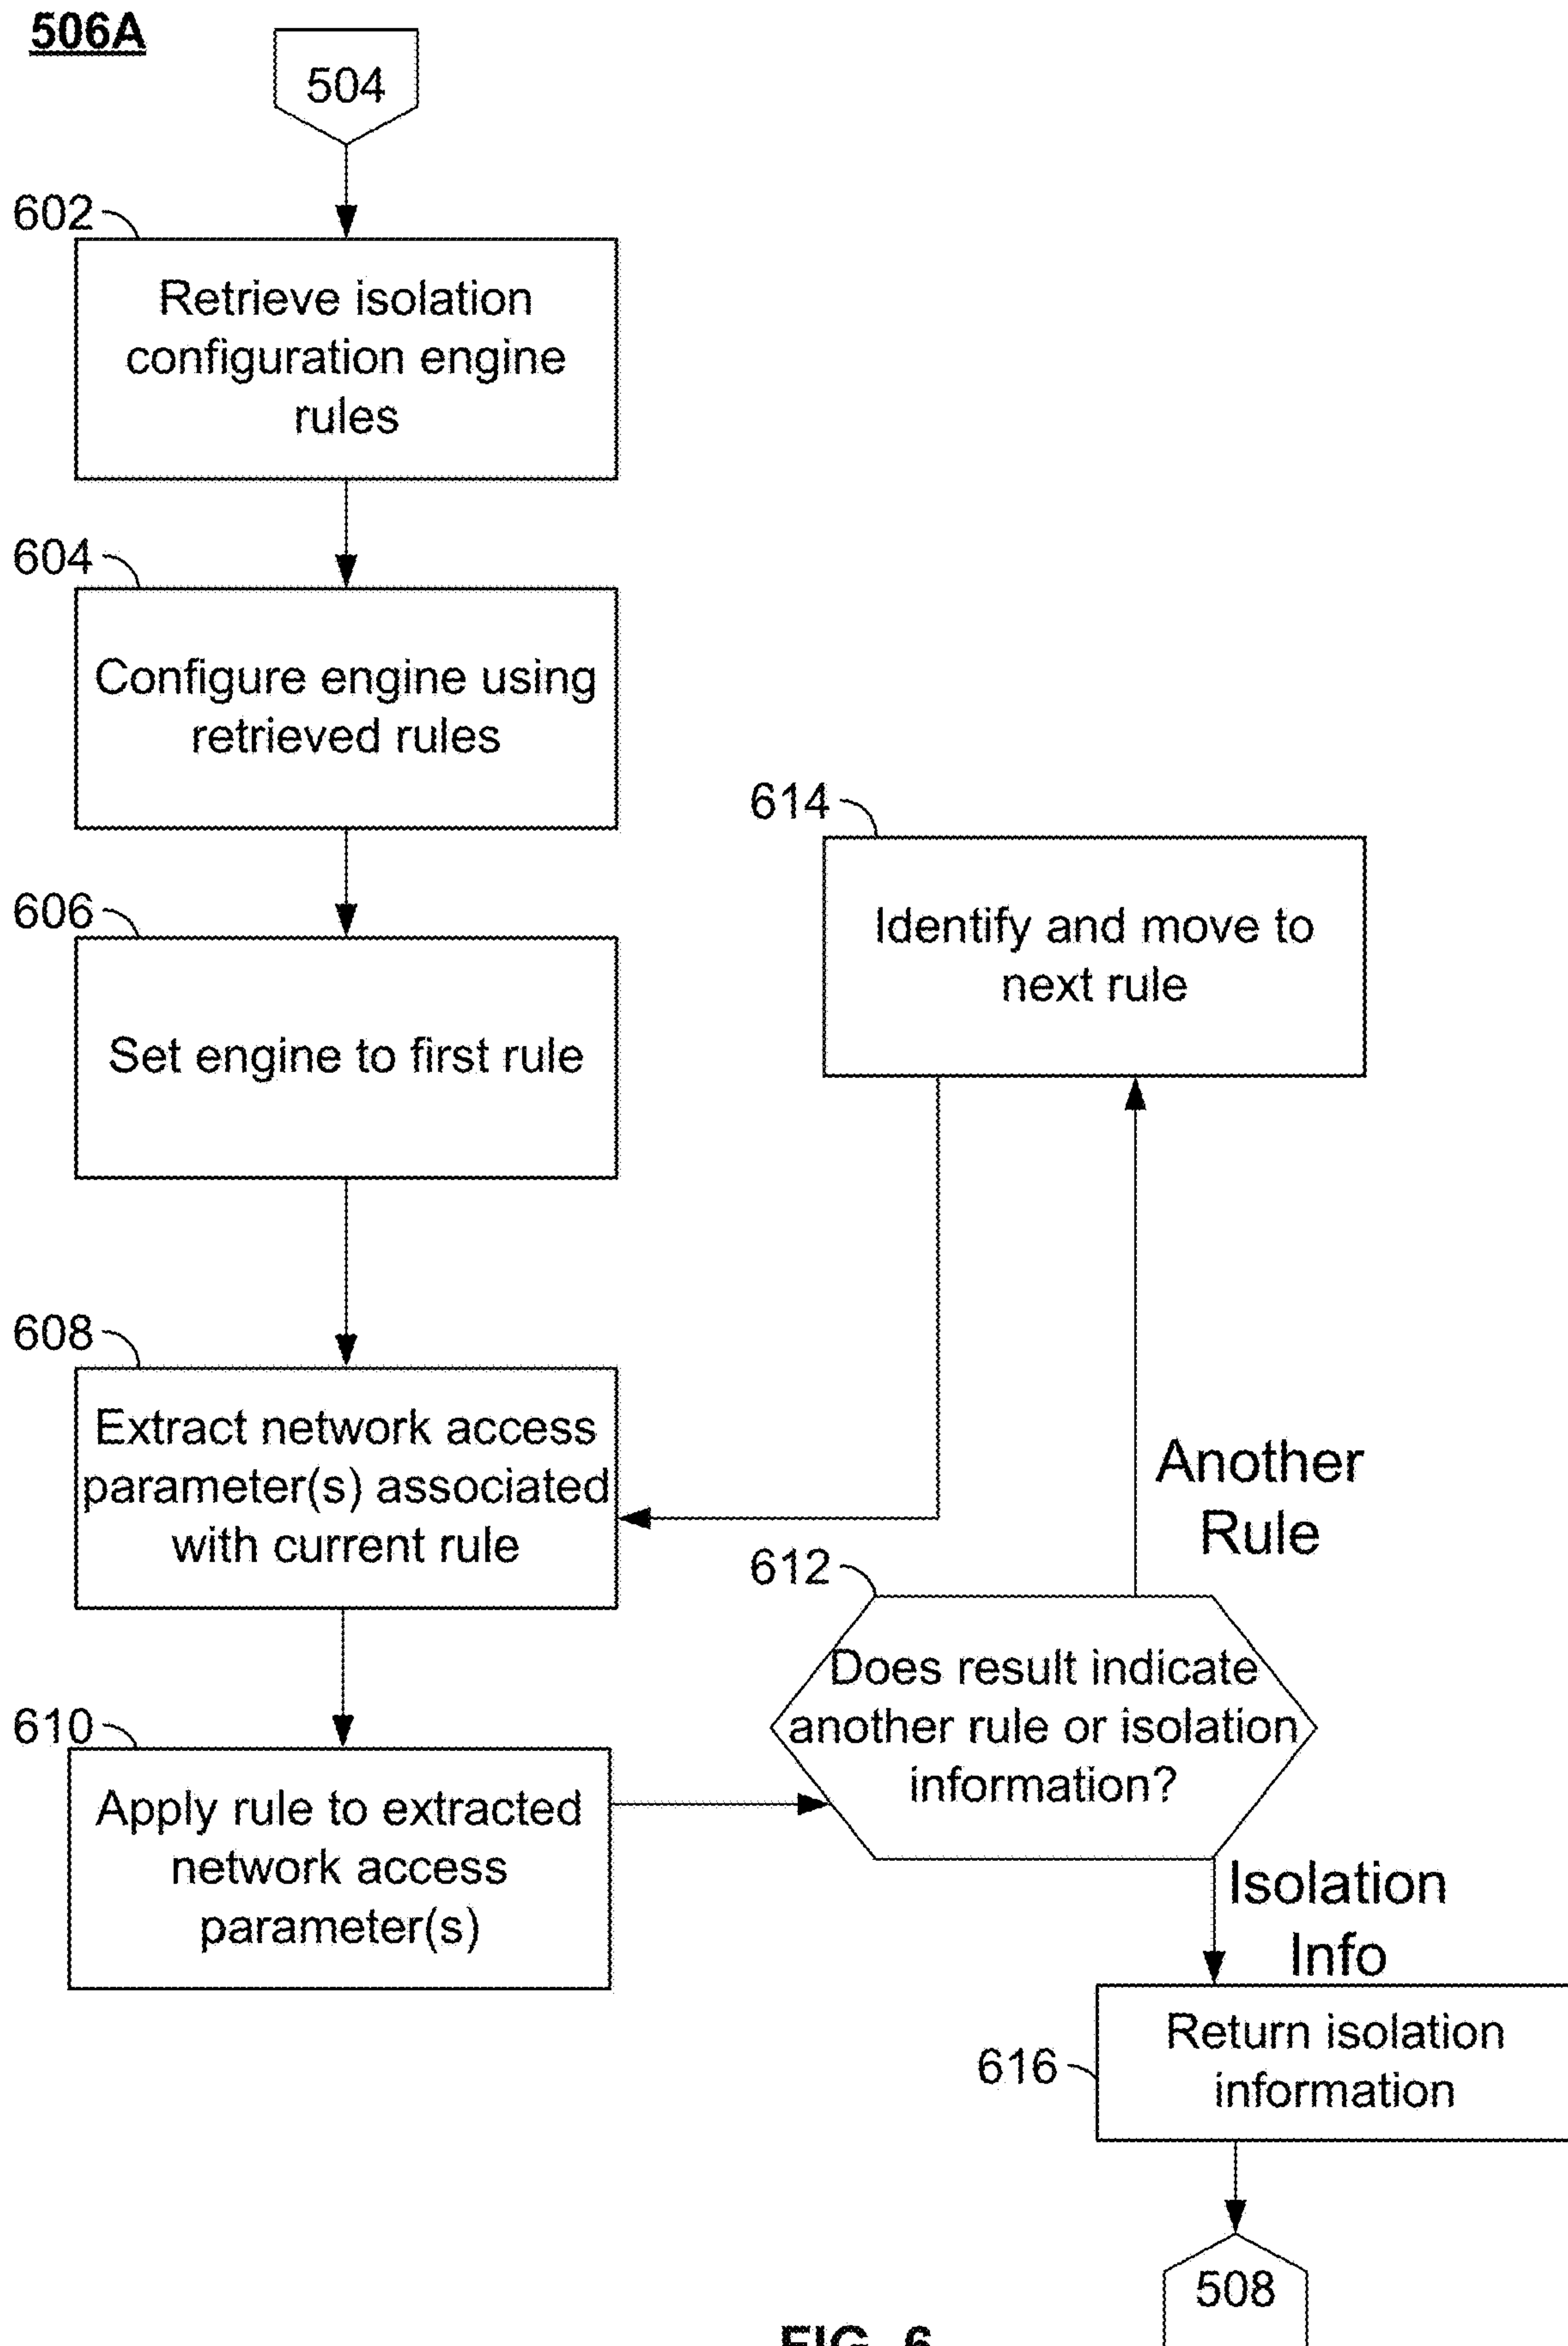 506A
504
602
Retrieve isolation
configuration engine
rules
604
Configure engine using
retrieved rules
606
Set engine to first rule
614
Identify and move to
next rule
608
Extract network access
parameter(s) associated
with current rule
Another
Rule
612
Does result indicate
another rule or isolation
information?
610
Apply rule to extracted
network access
parameter(s)
Isolation
Info
616
Return isolation
information
508
FIG. 6